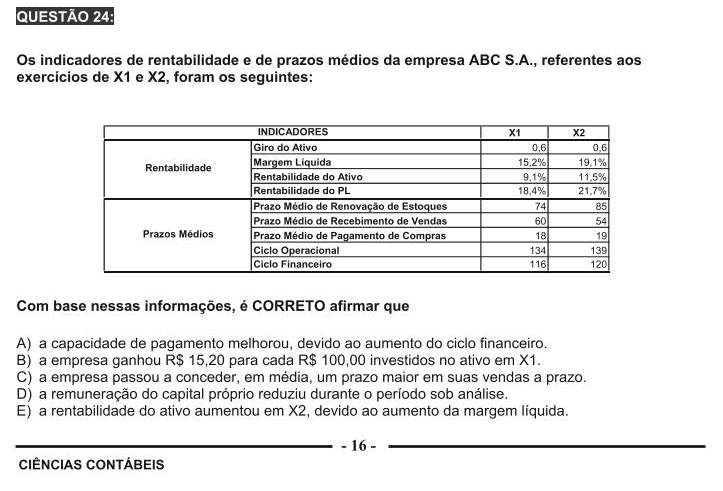 QUESTÃO 24:
Os indicadores de rentabilidade e de prazos médios da empresa ABC S.A., referentes aos
exercícios de X1 e X2, foram os seguintes:
INDICADORES X1 X2
Rentabilidade
Giro do Ativo 0,6 0,6
Margem Líquida 15,2% 19,1%
Rentabilidade do Ativo 9,1% 11,5%
Rentabilidade do PL 18,4% 21,7%
Prazos Médios
Prazo Médio de Renovação de Estoques 74 85
Prazo Médio de Recebimento de Vendas 60 54
Prazo Médio de Pagamento de Compras 18 19
Ciclo Operacional 134 139
Ciclo Financeiro 116 120
Com base nessas informações, é CORRETO afirmar que
A) a capacidade de pagamento melhorou, devido ao aumento do ciclo financeiro.
B) a empresa ganhou R$ 15,20 para cada R$ 100,00 investidos no ativo em X1.
C) a empresa passou a conceder, em média, um prazo maior em suas vendas a prazo.
D) a remuneração do capital próprio reduziu durante o período sob análise.
E) a rentabilidade do ativo aumentou em X2, devido ao aumento da margem líquida.
- 16 -
CIÊNCIAS CONTÁBEIS